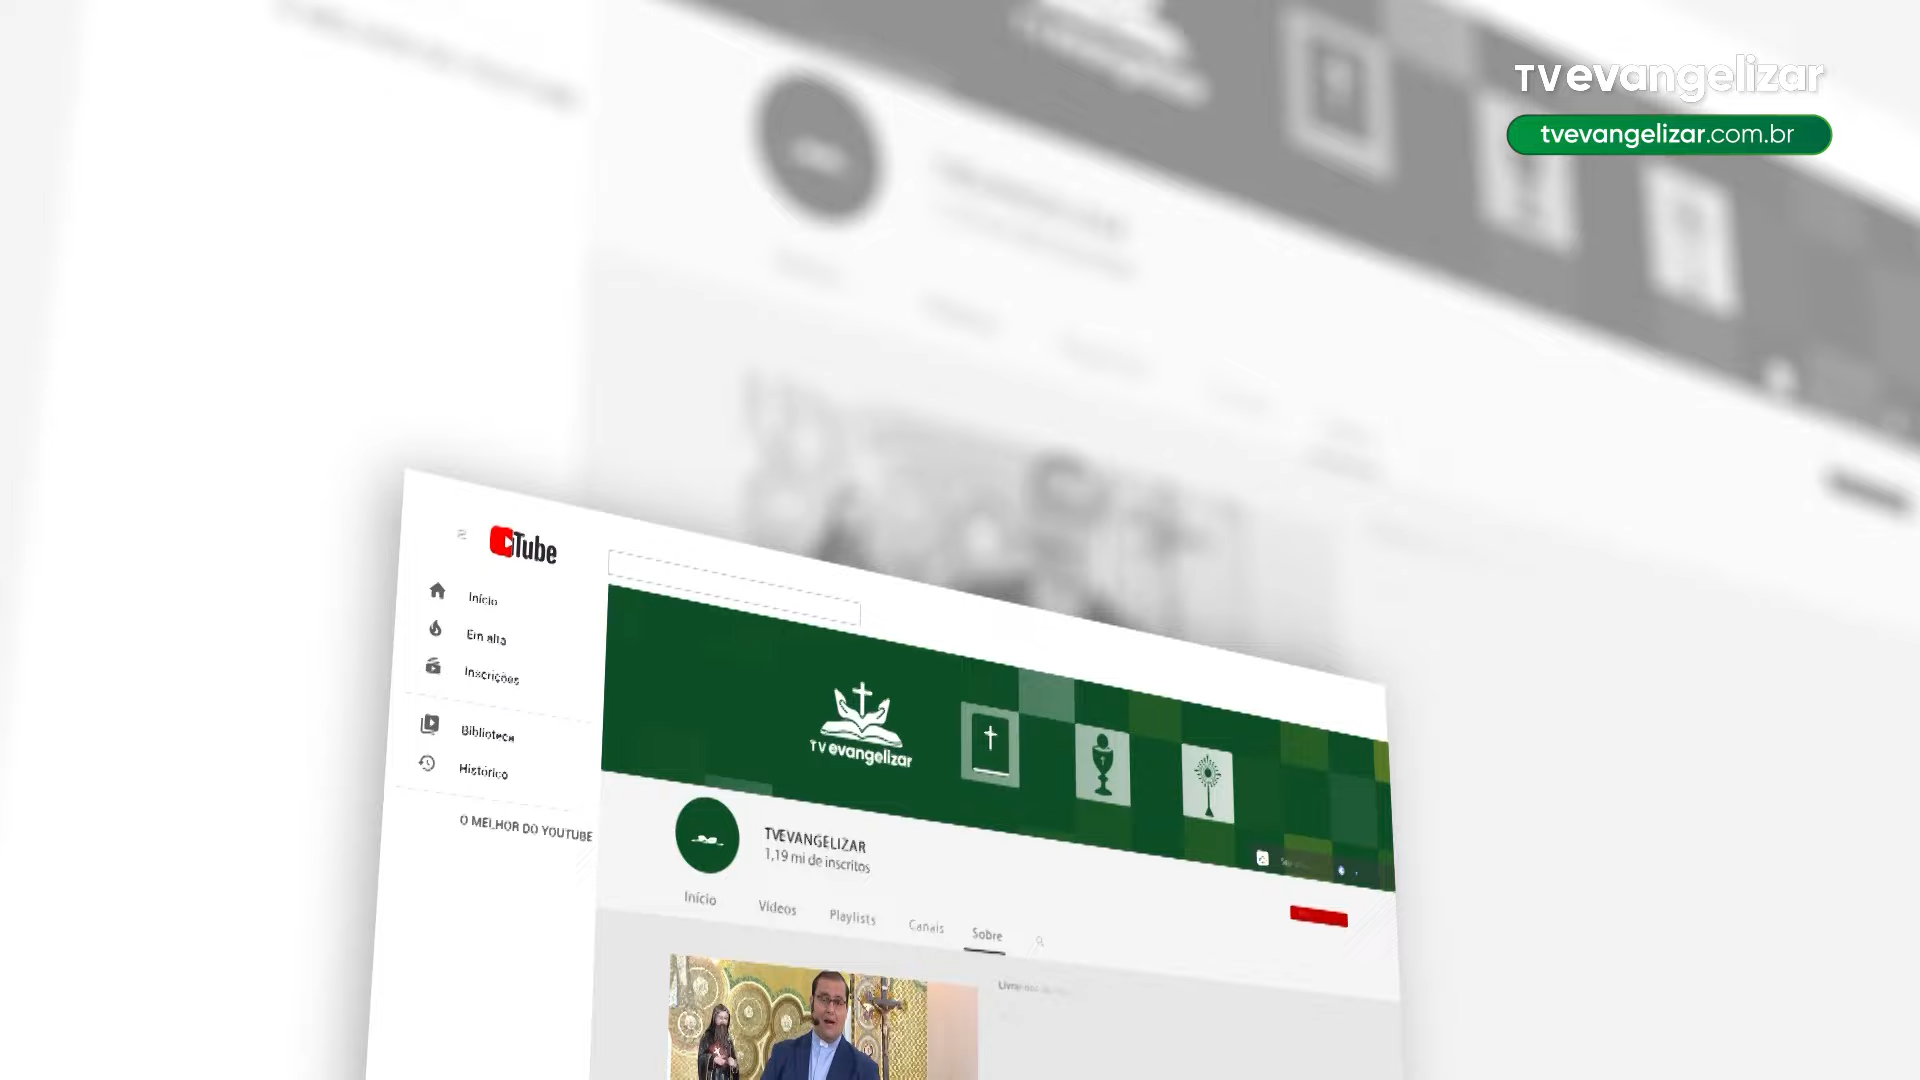 TVevangelizar
tvevangelizar.com.br
Tube
Início
Em alta
Inscrições
Biblioteca
Histórico
O MELHOR DO YOUTUBE
TV evangelizar
TVEVANGELIZAR
1,19 mi de inscritos
Início
Vídeos
Playlists
Canais
Sobre